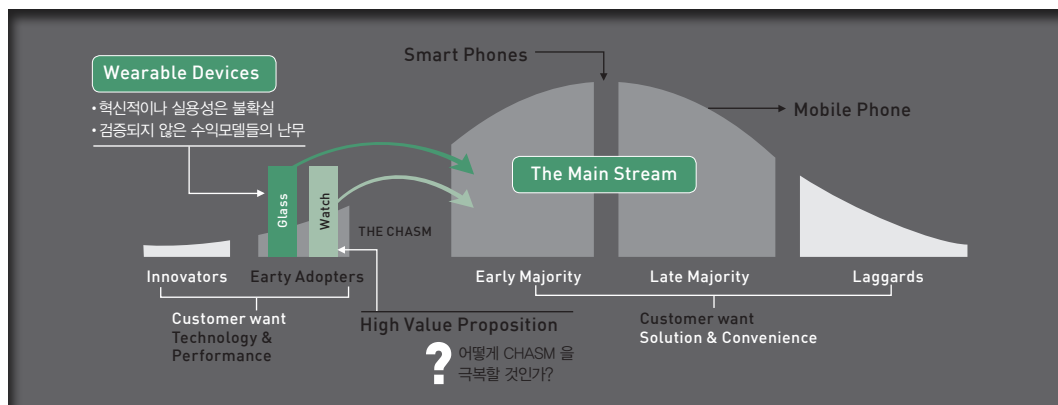 Wearable Devices
• 혁신적이나 실용성은 불확실
• 검증되지 않은 수익모델들의 난무
Smart Phones
Mobile Phone
The Main Stream
Glass
Watch
THE CHASM
Innovators
Earty Adopters
Early Majority
Late Majority
Laggards
Customer want
Technology &
Performance
High Value Proposition
? 어떻게 CHASM 을
극복할 것인가?
Customer want
Solution & Convenience